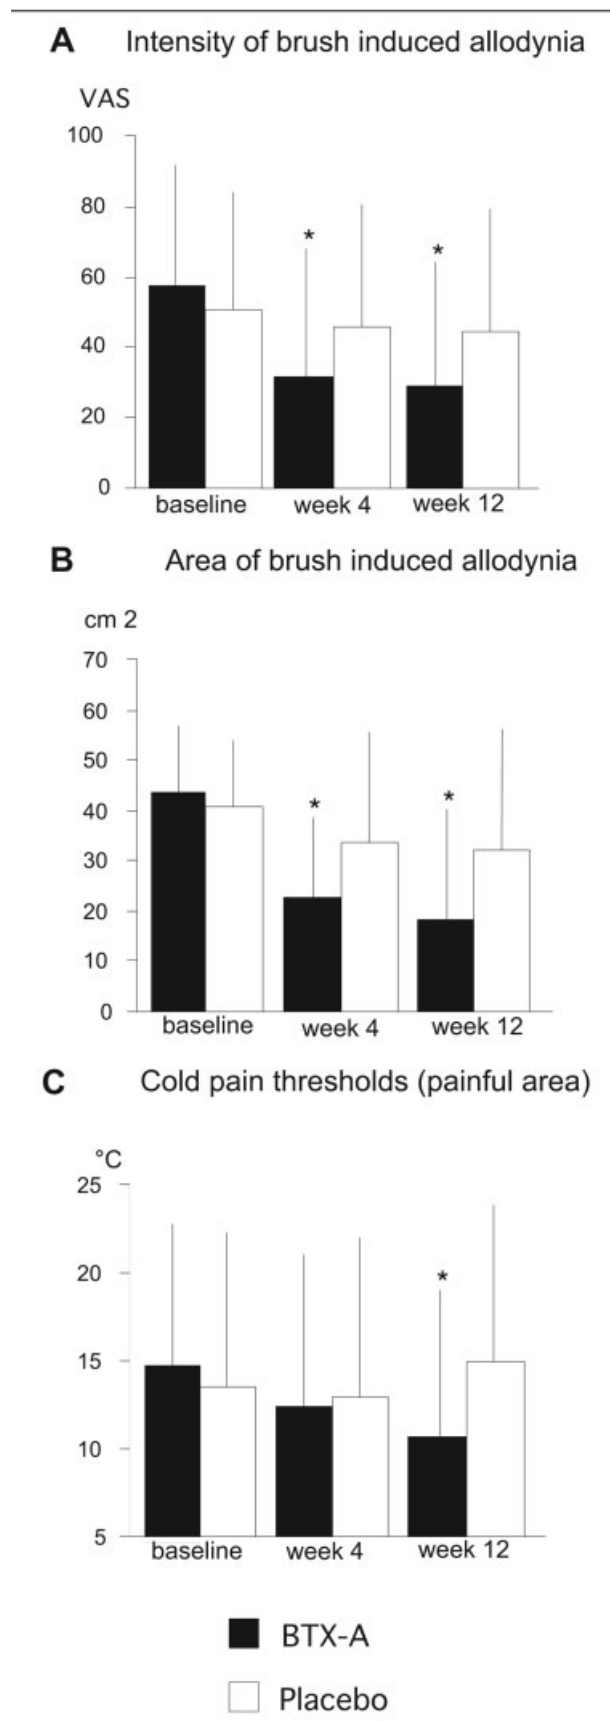 A Intensity of brush induced allodynia
VAS
100
80
60
40
20
0
* *
baseline week 4 week 12
B Area of brush induced allodynia
cm 2
70
60
50
40
30
20
10
0
* *
baseline week 4 week 12
C Cold pain thresholds (painful area)
°C
25
20
15
10
5
*
baseline week 4 week 12
BTX-A
Placebo